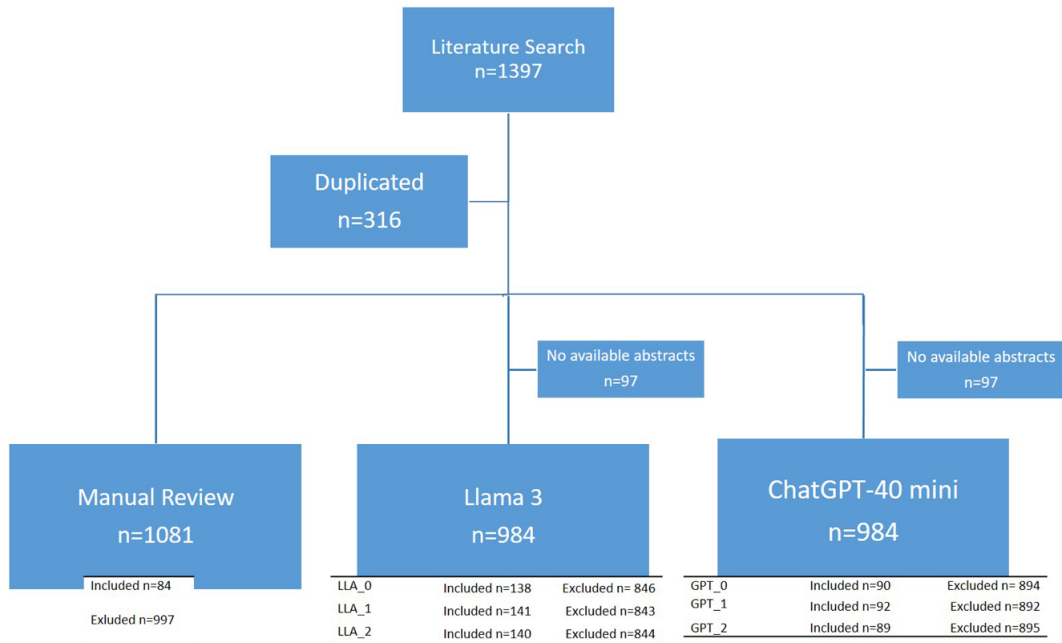 Literature Search
n=1397
Duplicated
n=316
No available abstracts
n=97
No available abstracts
n=97
Manual Review
n=1081
Llama 3
n=984
ChatGPT-40 mini
n=984
Included n=84
Exluded n=997
LLA_0 Included n=138 Excluded n= 846
LLA_1 Included n=141 Excluded n=843
LLA_2 Included n=140 Excluded n=844
GPT_0 Included n=90 Excluded= 894
GPT_1 Included n=92 Excluded n=892
GPT_2 Included n=89 Excluded n=895